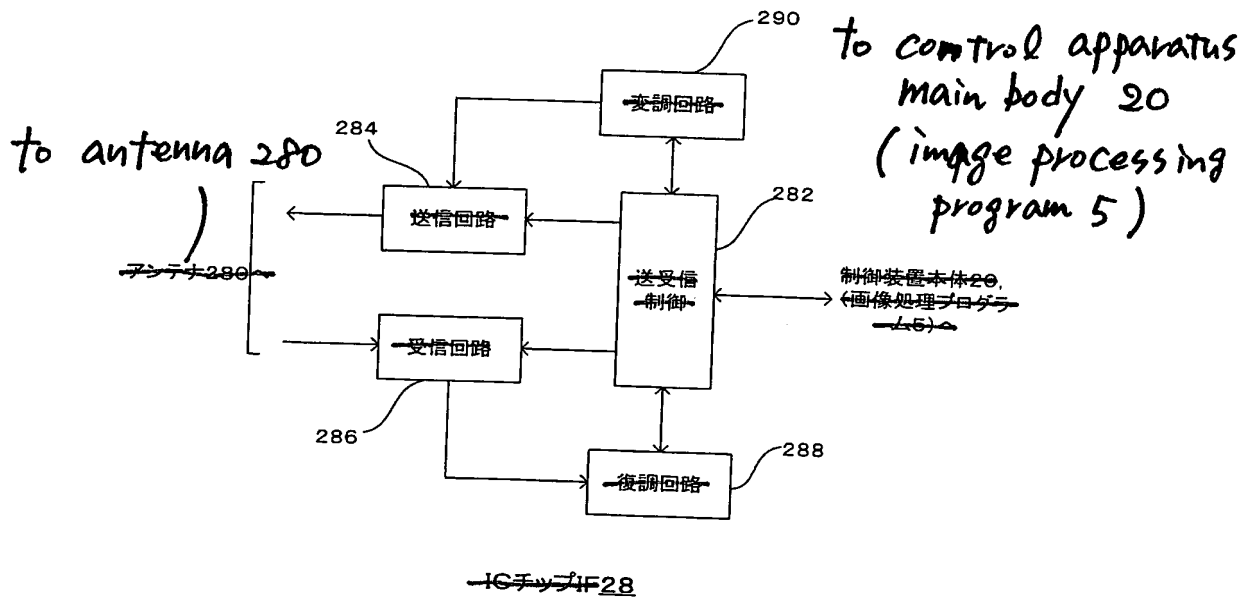 290
to control apparatus
main body 20
(image processing
program 5)
変調回路
284
to antenna 280
送信回路
282
アンテナ280へ
送受信
制御
制御装置本体20,
(画像処理プログラ
ム5)へ
受信回路
286
288
復調回路
ICチップIF28